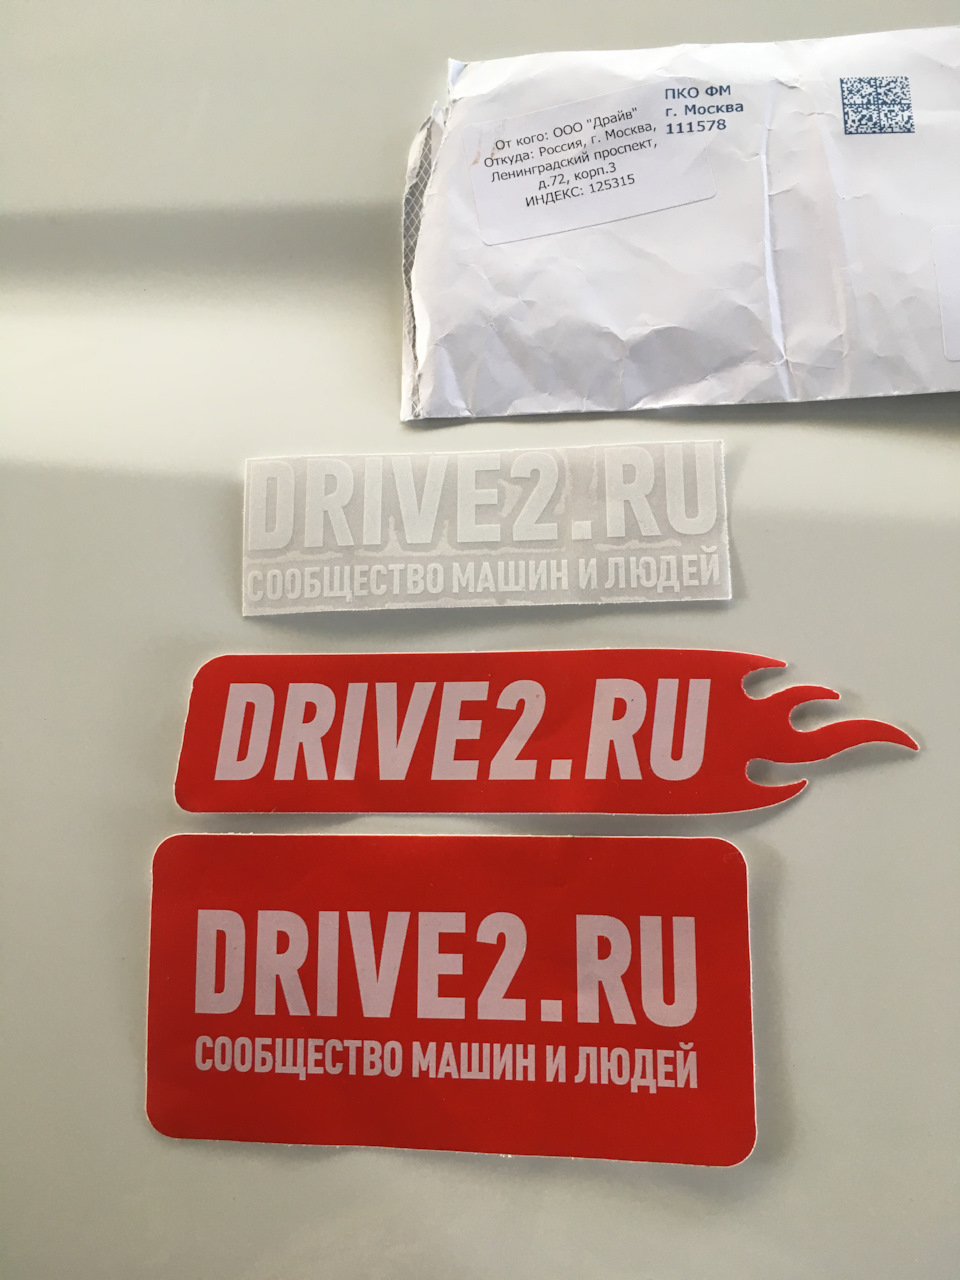 От кого: ООО "Драйв"
Откуда: Россия, г. Москва,
Ленинградский проспект,
д.72, корп.3
ИНДЕКС: 125315
ПКО ФМ
г. Москва
111578
DRIVE2.RU
СООБЩЕСТВО МАШИН И ЛЮДЕЙ
DRIVE2.RU
DRIVE2.RU
СООБЩЕСТВО МАШИН И ЛЮДЕЙ